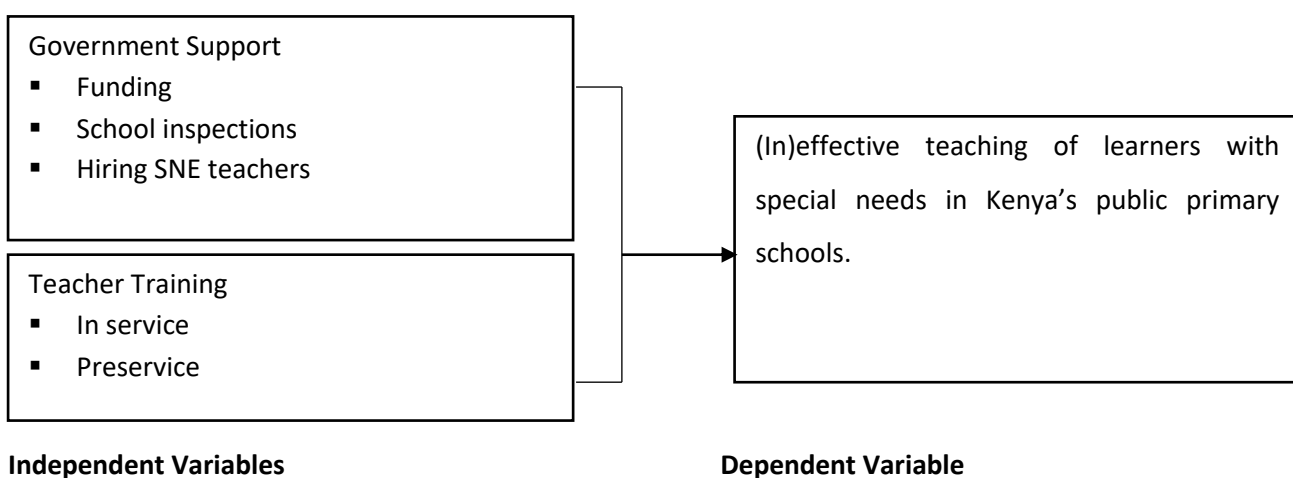 Government Support
▪ Funding
▪ School inspections
▪ Hiring SNE teachers
Teacher Training
▪ In service
▪ Preservice
(In)effective teaching of learners with
special needs in Kenya’s public primary
schools.
Independent Variables
Dependent Variable